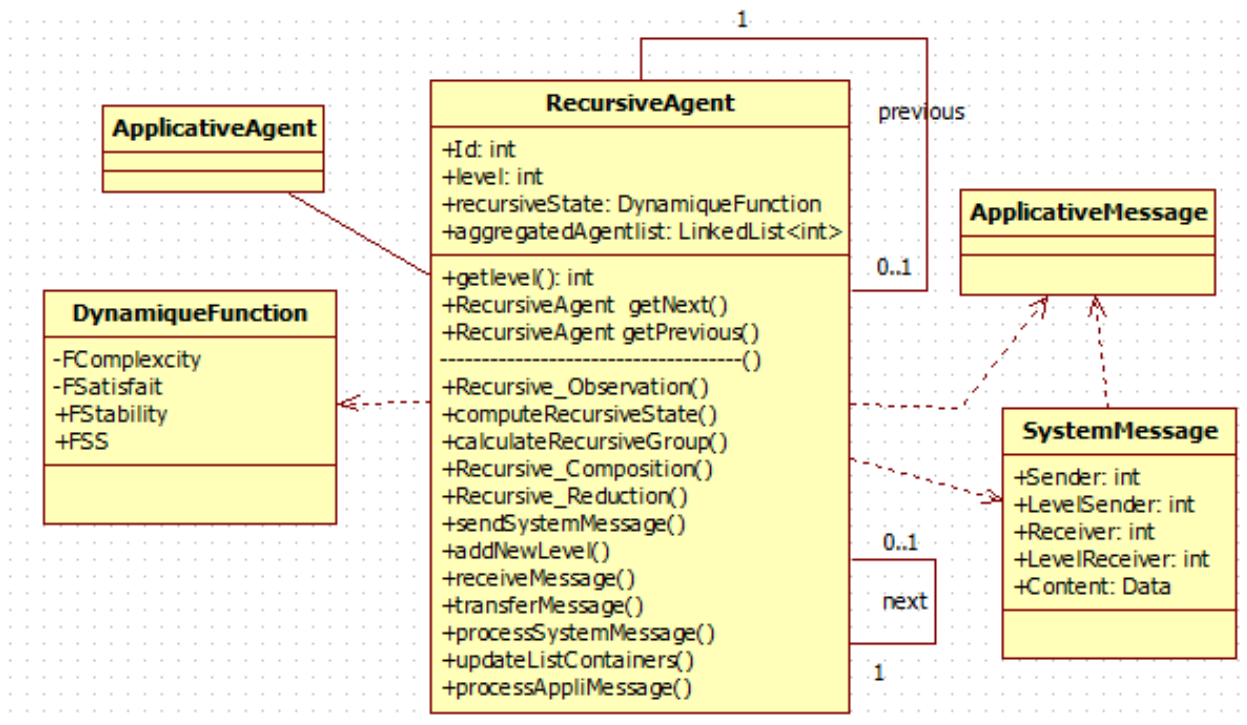 1
previous
0..1
ApplicativeAgent
RecursiveAgent
+Id: int
+level: int
+recursiveState: DynamiqueFunction
+aggregatedAgentlist: LinkedList<int>
+getlevel(): int
+RecursiveAgent getNext()
+RecursiveAgent getPrevious()
-------------------------------------()
+Recursive_Observation()
+computeRecursiveState()
+calculateRecursiveGroup()
+Recursive_Composition()
+Recursive_Reduction()
+sendSystemMessage()
+addNewLevel()
+receiveMessage()
+transferMessage()
+processSystemMessage()
+updateListContainers()
+processAppliMessage()
DynamiqueFunction
-FComplexcity
-FSatisfait
+FStability
+FSS
ApplicativeMessage
SystemMessage
+Sender: int
+LevelSender: int
+Receiver: int
+LevelReceiver: int
+Content: Data
0..1
next
1